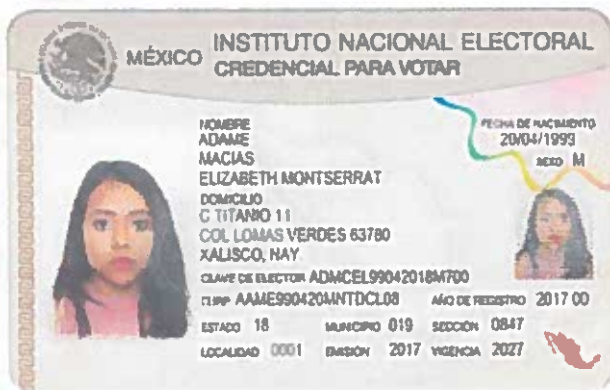 MÉXICO
INSTITUTO NACIONAL ELECTORAL
CREDENCIAL PARA VOTAR
NOMBRE
ADAME
MACIAS
ELIZABETH MONTSERRAT
DOMICILIO
C TITANIO 11
COL LOMAS VERDES 63780
XALISCO, NAY.
FECHA DE NACIMIENTO
20/04/1999
SEXO M
CLAVE DE ELECTOR ADMCEL99042018M700
CURP AAME990420MNTDCL08 AÑO DE REGISTRO 2017 00
ESTADO 18 MUNICIPIO 019 SECCIÓN 0847
LOCALIDAD 0001 EMISIÓN 2017 VIGENCIA 2027